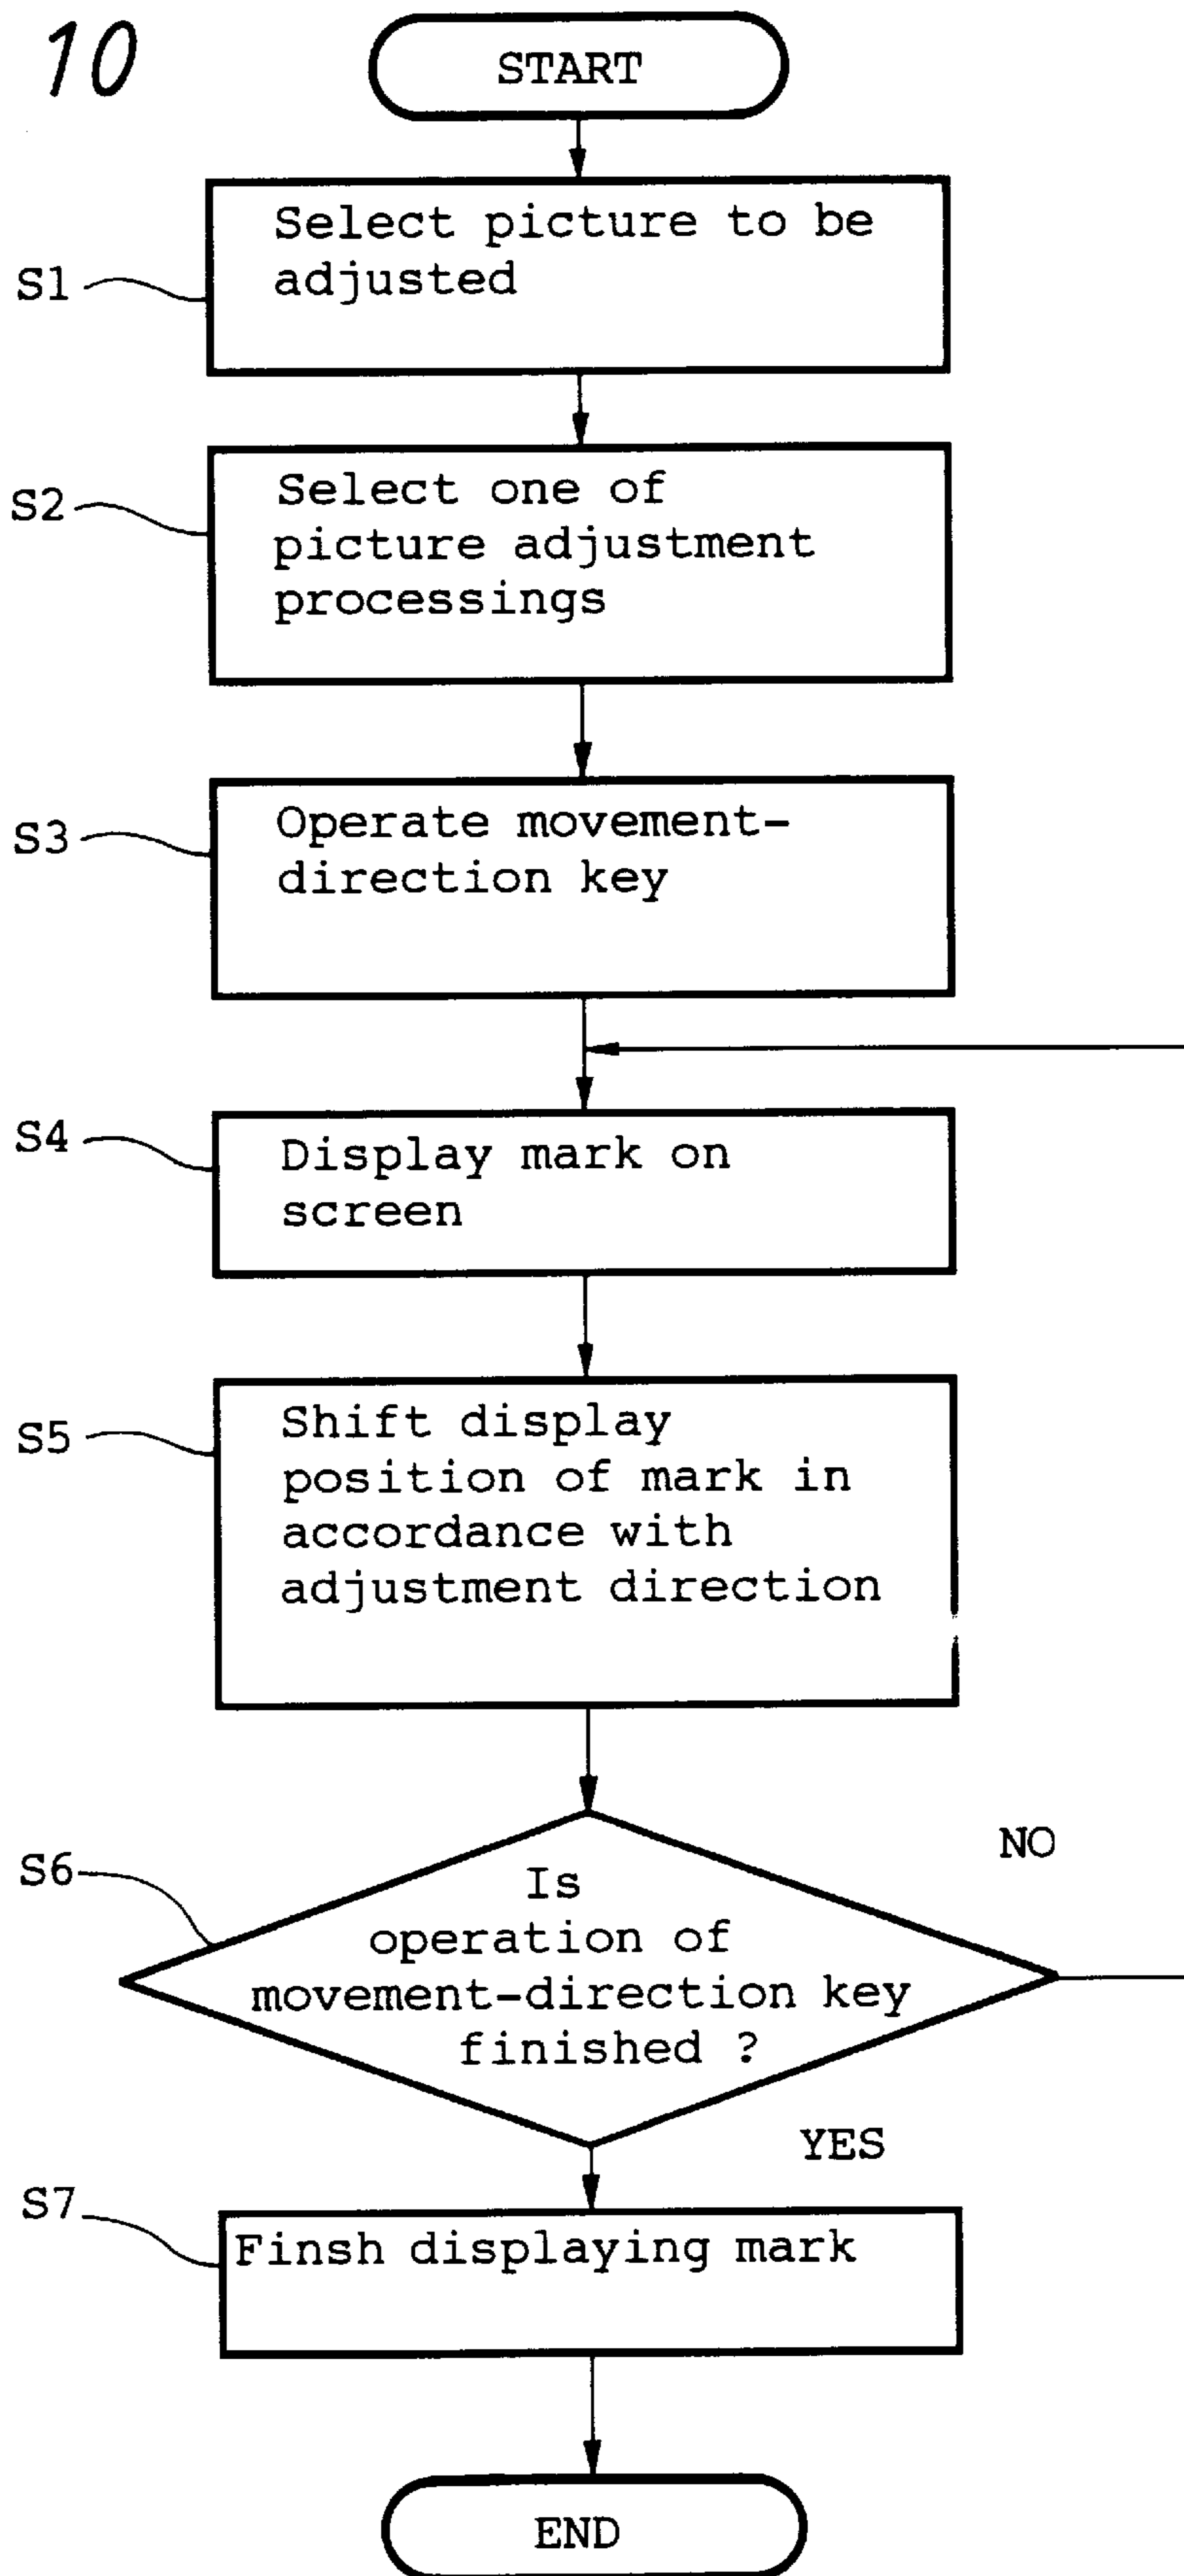 10
START
S1
Select picture to be
adjusted
S2
Select one of
picture adjustment
processings
S3
Operate movement-
direction key
S4
Display mark on
screen
S5
Shift display
position of mark in
accordance with
adjustment direction
S6
Is
operation of
movement-direction key
finished ?
NO
YES
S7
Finsh displaying mark
END